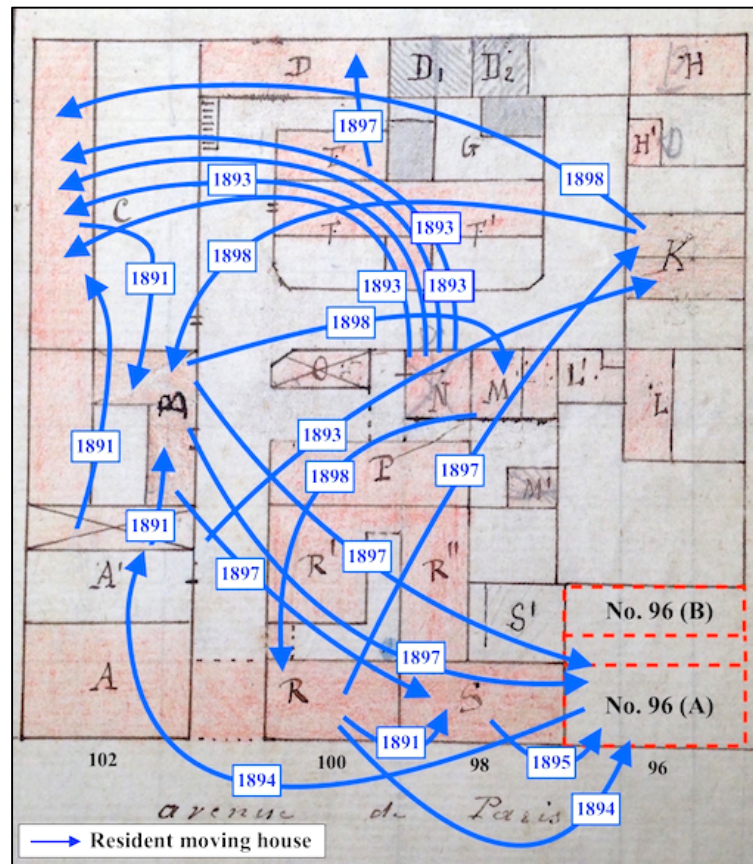 D
D1
D2
H
1897
T
G
H'
1898
1893
C
F
F'
1893
K
1898
1891
1893
1893
1898
O
N
M
L'
L
B
1891
1893
1898
P
1897
M'
1891
A'
1897
R'
1897
R"
S'
No. 96 (B)
A
R
1897
S
No. 96 (A)
1891
1895
102
100
98
96
1894
1894
avenue de Paris
Resident moving house